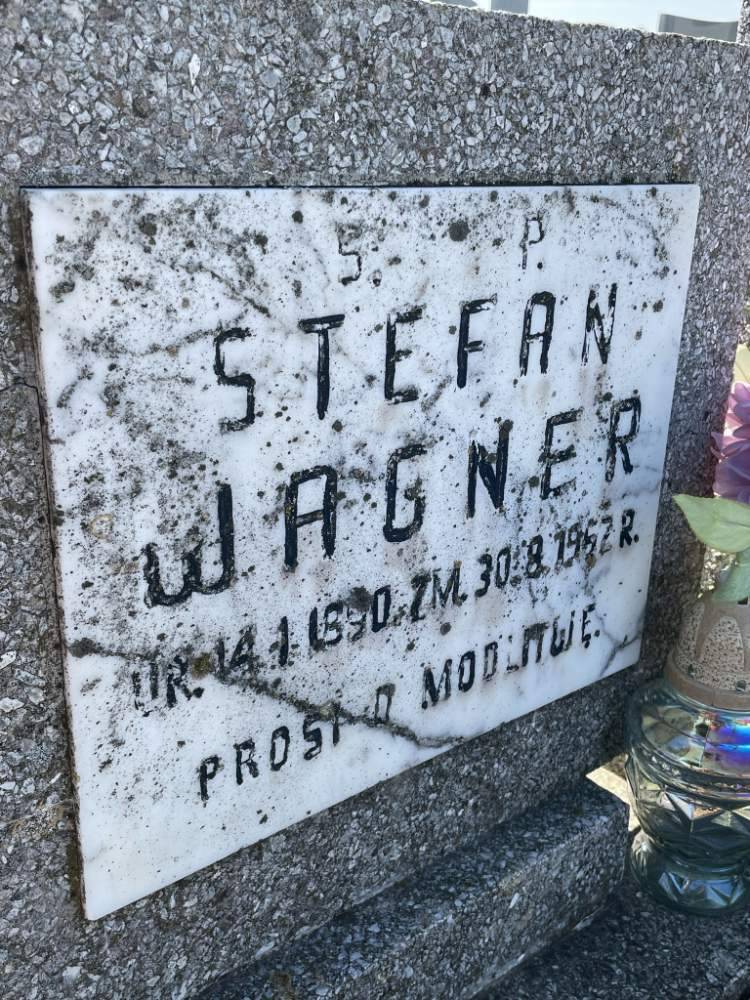 S. P.
STEFAN
WAGNER
UR. 14.1.1890. ZM. 30.8.1962 R.
PROSI O MODLITWĘ.